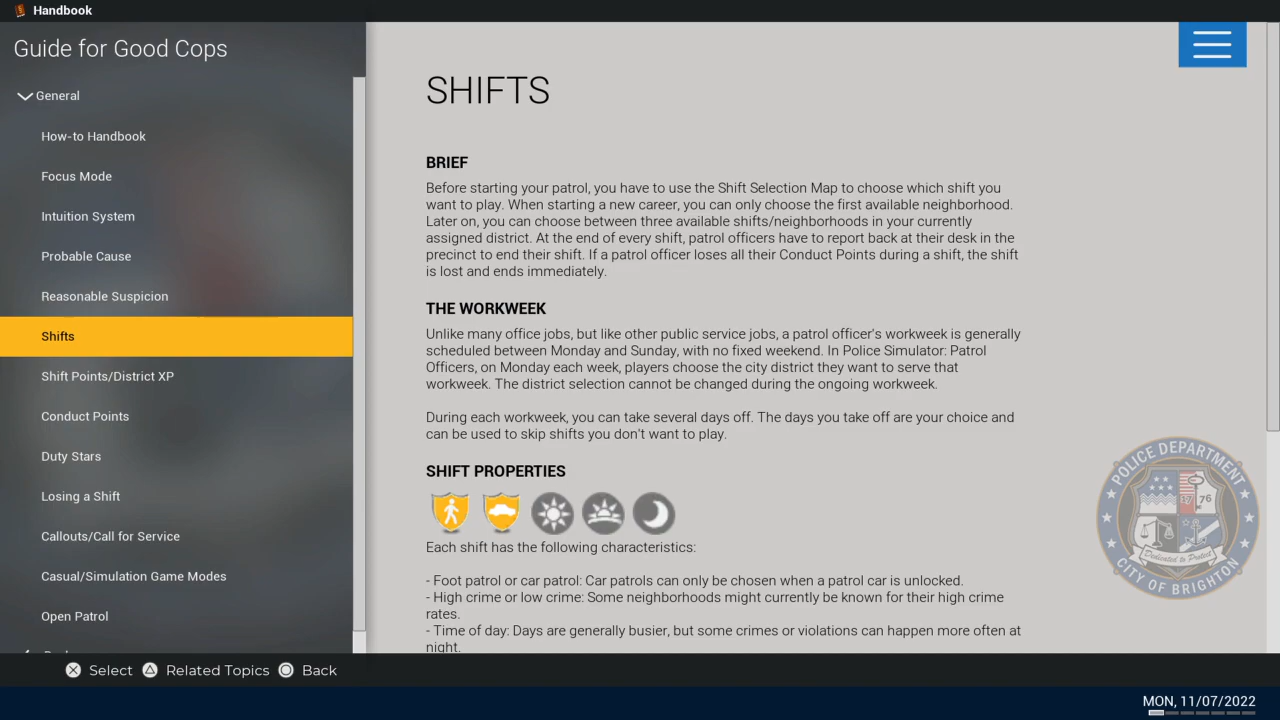 Handbook
Guide for Good Cops
General
How-to Handbook
Focus Mode
Intuition System
Probable Cause
Reasonable Suspicion
Shifts
Shift Points/District XP
Conduct Points
Duty Stars
Losing a Shift
Callouts/Call for Service
Casual/Simulation Game Modes
Open Patrol
SHIFTS
BRIEF
Before starting your patrol, you have to use the Shift Selection Map to choose which shift you
want to play. When starting a new career, you can only choose the first available neighborhood.
Later on, you can choose between three available shifts/neighborhoods in your currently
assigned district. At the end of every shift, patrol officers have to report back at their desk in the
precinct to end their shift. If a patrol officer loses all their Conduct Points during a shift, the shift
is lost and ends immediately.
THE WORKWEEK
Unlike many office jobs, but like other public service jobs, a patrol officer's workweek is generally
scheduled between Monday and Sunday, with no fixed weekend. In Police Simulator: Patrol
Officers, on Monday each week, players choose the city district they want to serve that
workweek. The district selection cannot be changed during the ongoing workweek.
During each workweek, you can take several days off. The days you take off are your choice and
can be used to skip shifts you don't want to play.
SHIFT PROPERTIES
Each shift has the following characteristics:
- Foot patrol or car patrol: Car patrols can only be chosen when a patrol car is unlocked.
- High crime or low crime: Some neighborhoods might currently be known for their high crime
rates.
- Time of day: Days are generally busier, but some crimes or violations can happen more often at
night.
POLICE DEPARTMENT
17 76
Dedicated to Protect
CITY OF BRIGHTON
Select
Related Topics
Back
MON, 11/07/2022